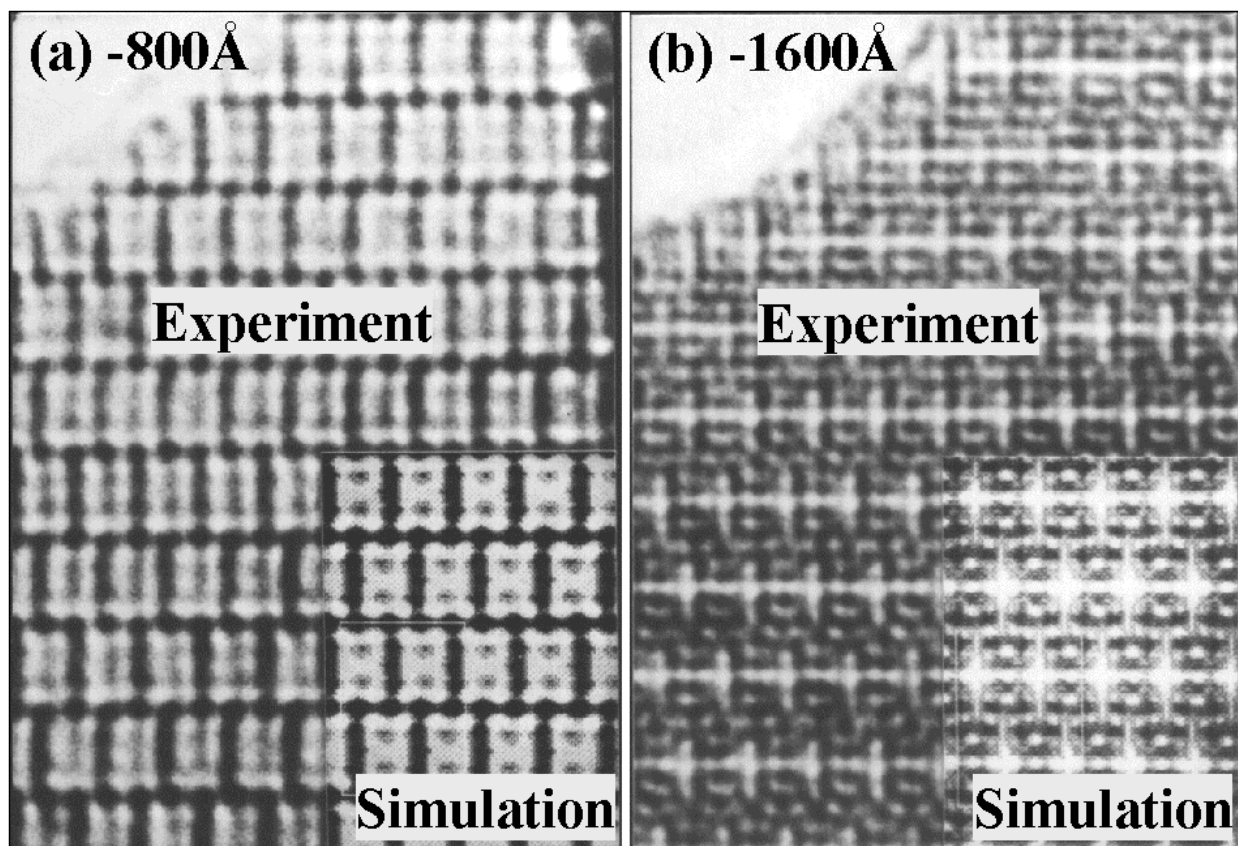 (a) -800Å
Experiment
Simulation
(b) -1600Å
Experiment
Simulation